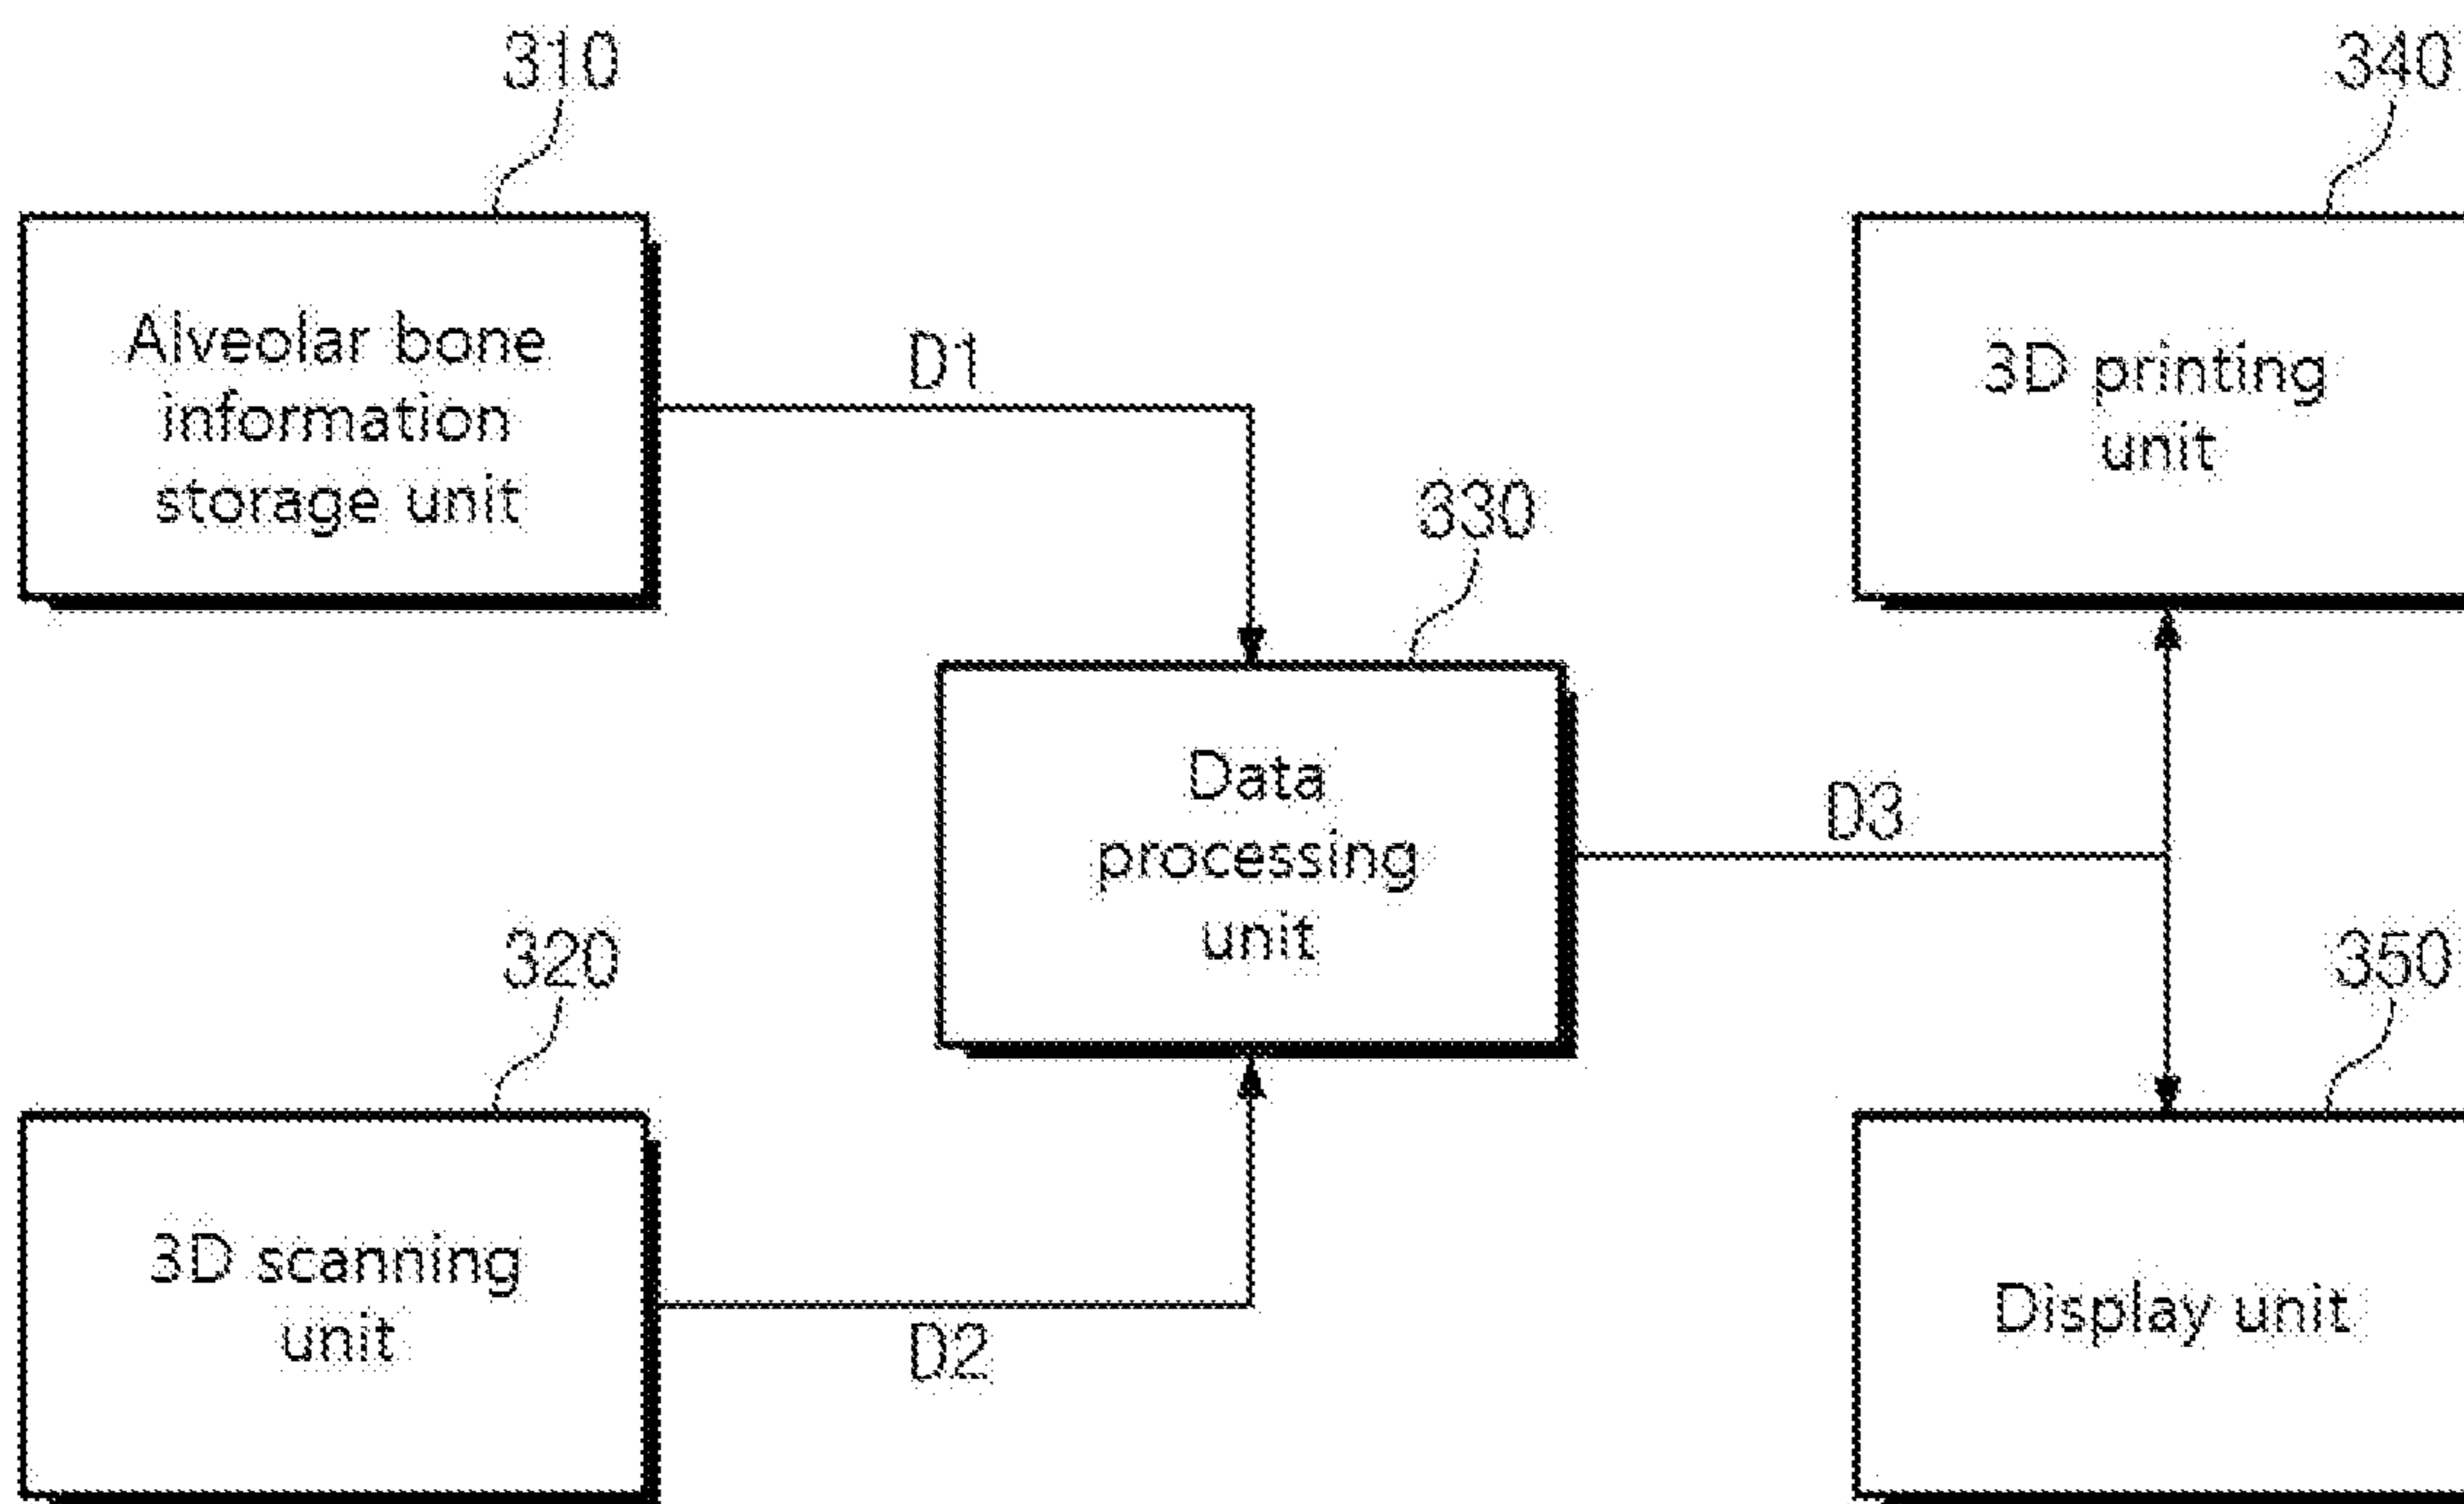 310
340
Alveolar bone
information
storage unit
D1
3D printing
unit
330
Data
processing
unit
D3
320
350
3D scanning
unit
D2
Display unit